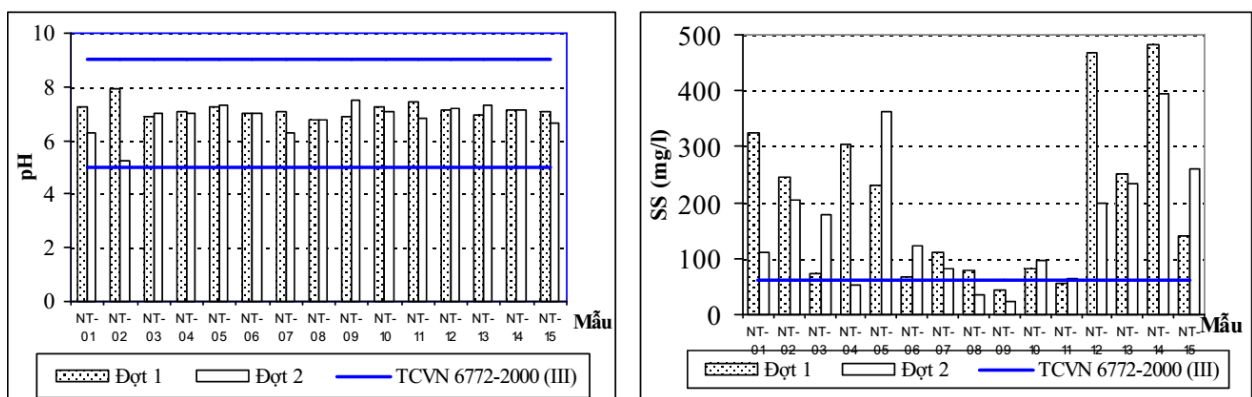 pH
10
8
6
4
2
0
NT-01 NT-02 NT-03 NT-04 NT-05 NT-06 NT-07 NT-08 NT-09 NT-10 NT-11 NT-12 NT-13 NT-14 NT-15
Mẫu
Đợt 1 Đợt 2 TCVN 6772-2000 (III)
SS (mg/l)
500
400
300
200
100
0
NT-01 NT-02 NT-03 NT-04 NT-05 NT-06 NT-07 NT-08 NT-09 NT-10 NT-11 NT-12 NT-13 NT-14 NT-15
Mẫu
Đợt 1 Đợt 2 TCVN 6772-2000 (III)